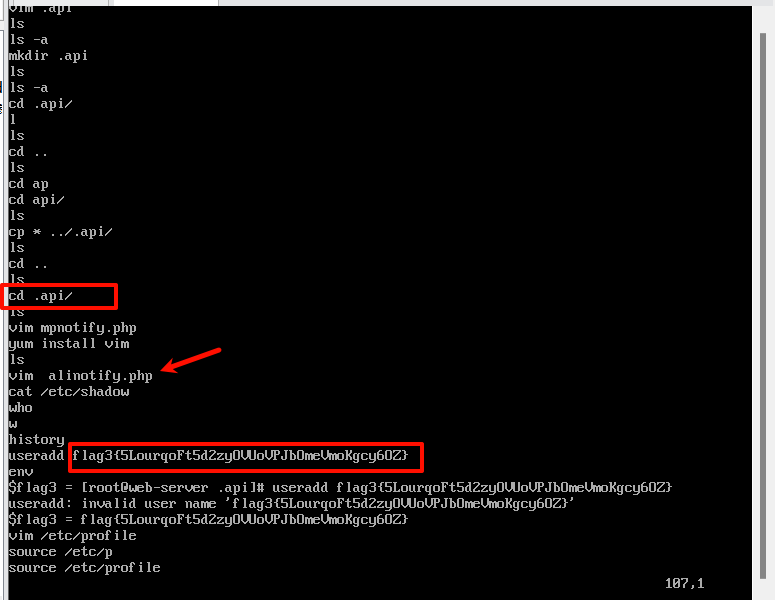 vim .api
ls
ls -a
mkdir .api
ls
ls -a
cd .api/
l
ls
cd ..
ls
cd ap
cd api/
ls
cp * ../.api/
ls
cd ..
ls
cd .api/
ls
vim mpnotify.php
yum install vim
ls
vim  alinotify.php
cat /etc/shadow
who
w
history
useradd flag3{5LourqoFt5d2zyOVUoVPJbOmeVmoKgcy6OZ}
env
$flag3 = [root@web-server .api]# useradd flag3{5LourqoFt5d2zyOVUoVPJbOmeVmoKgcy6OZ}
useradd: invalid user name 'flag3{5LourqoFt5d2zyOVUoVPJbOmeVmoKgcy6OZ}'
$flag3 = flag{5LourqoFt5d2zyOVUoVPJbOmeVmoKgcy6OZ}
vim /etc/profile
source /etc/p
source /etc/profile
107,1